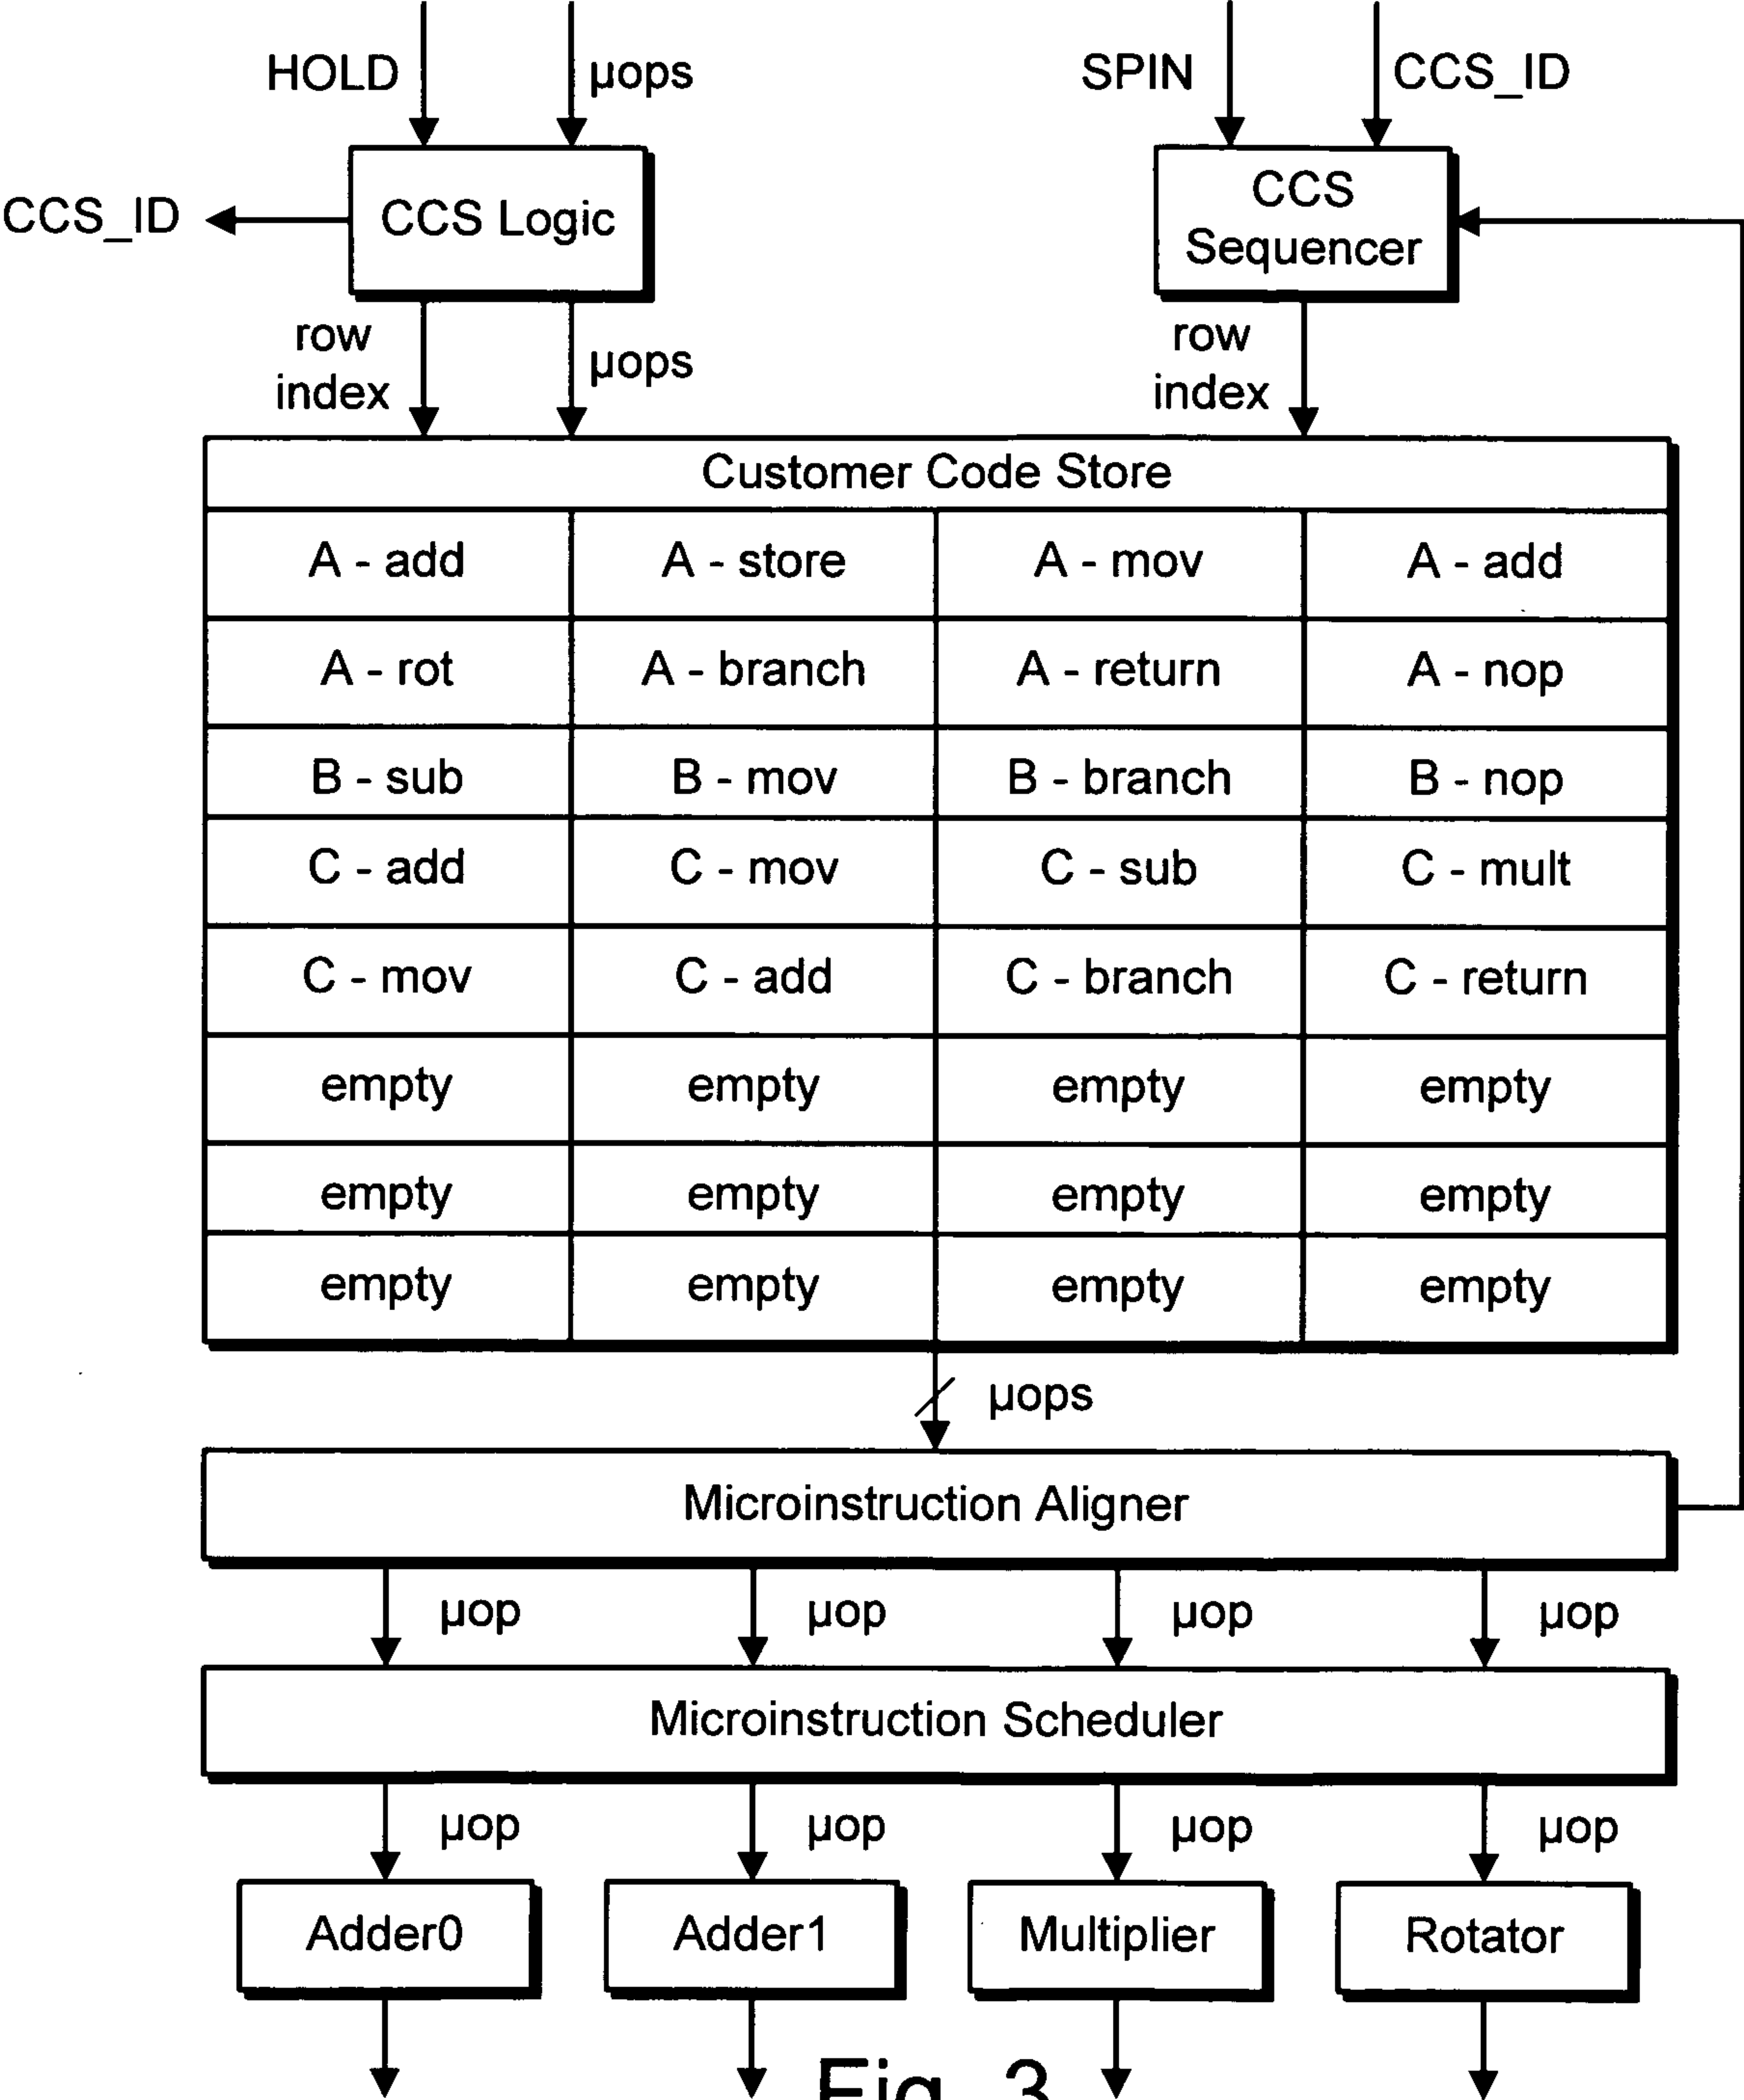 HOLD µops SPIN CCS_ID
CCS_ID
CCS Logic
CCS
Sequencer
row
index
µops
row
index
Customer Code Store
A - add A - store A - mov A - add
A - rot A - branch A - return A - nop
B - sub B - mov B - branch B - nop
C - add C - mov C - sub C - mult
C - mov C - add C - branch C - return
empty empty empty empty
empty empty empty empty
empty empty empty empty
µops
Microinstruction Aligner
µop µop µop µop
Microinstruction Scheduler
µop µop µop µop
Adder0 Adder1 Multiplier Rotator
Fig. 3